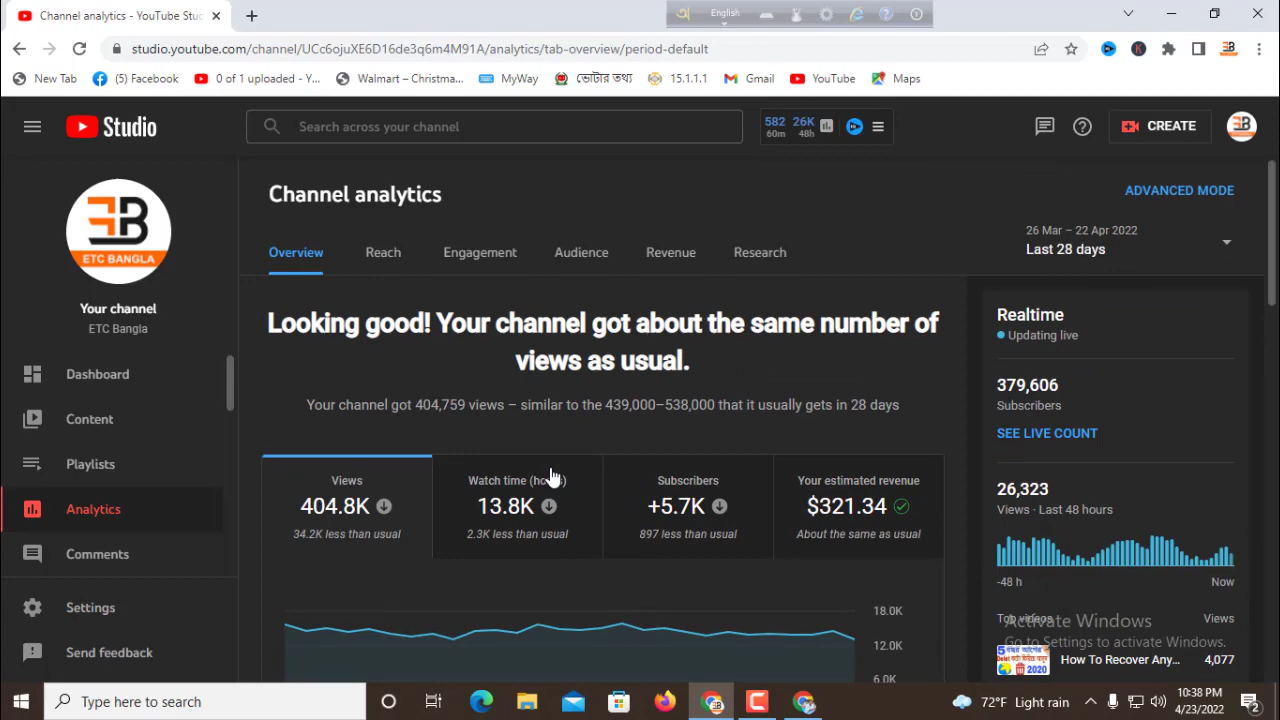 Channel analytics - YouTube Stu
English
studio.youtube.com/channel/UCc6ojuXE6D16de3q6m4M91A/analytics/tab-overview/period-default
New Tab
(5) Facebook
0 of 1 uploaded - Y...
Walmart – Christma...
MyWay
ভোটার তথ্য
15.1.1.1
Gmail
YouTube
Maps
Studio
Search across your channel
582 26K
60m 48h
CREATE
ETC BANGLA
Your channel
ETC Bangla
Dashboard
Content
Playlists
Analytics
Comments
Settings
Send feedback
Channel analytics
ADVANCED MODE
26 Mar – 22 Apr 2022
Last 28 days
Overview
Reach
Engagement
Audience
Revenue
Research
Looking good! Your channel got about the same number of
views as usual.
Your channel got 404,759 views – similar to the 439,000–538,000 that it usually gets in 28 days
Views
404.8K
34.2K less than usual
Watch time (ho s)
13.8K
2.3K less than usual
Subscribers
+5.7K
897 less than usual
Your estimated revenue
$321.34
About the same as usual
18.0K
12.0K
6.0K
Realtime
Updating live
379,606
Subscribers
SEE LIVE COUNT
26,323
Views · Last 48 hours
-48 h
Now
Top videos
Views
Activate Windows
Go to Settings to activate Windows.
How To Recover Any...
4,077
Type here to search
72°F Light rain
10:38 PM
4/23/2022
2